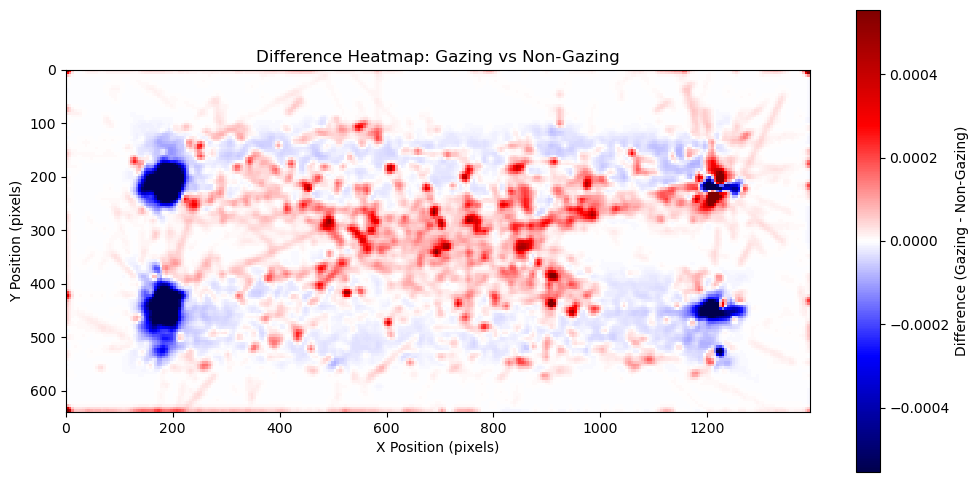 Difference Heatmap: Gazing vs Non-Gazing
0
100
200
300
400
500
600
Y Position (pixels)
0 200 400 600 800 1000 1200
X Position (pixels)
0.0004
0.0002
0.0000
−0.0002
−0.0004
Difference (Gazing - Non-Gazing)